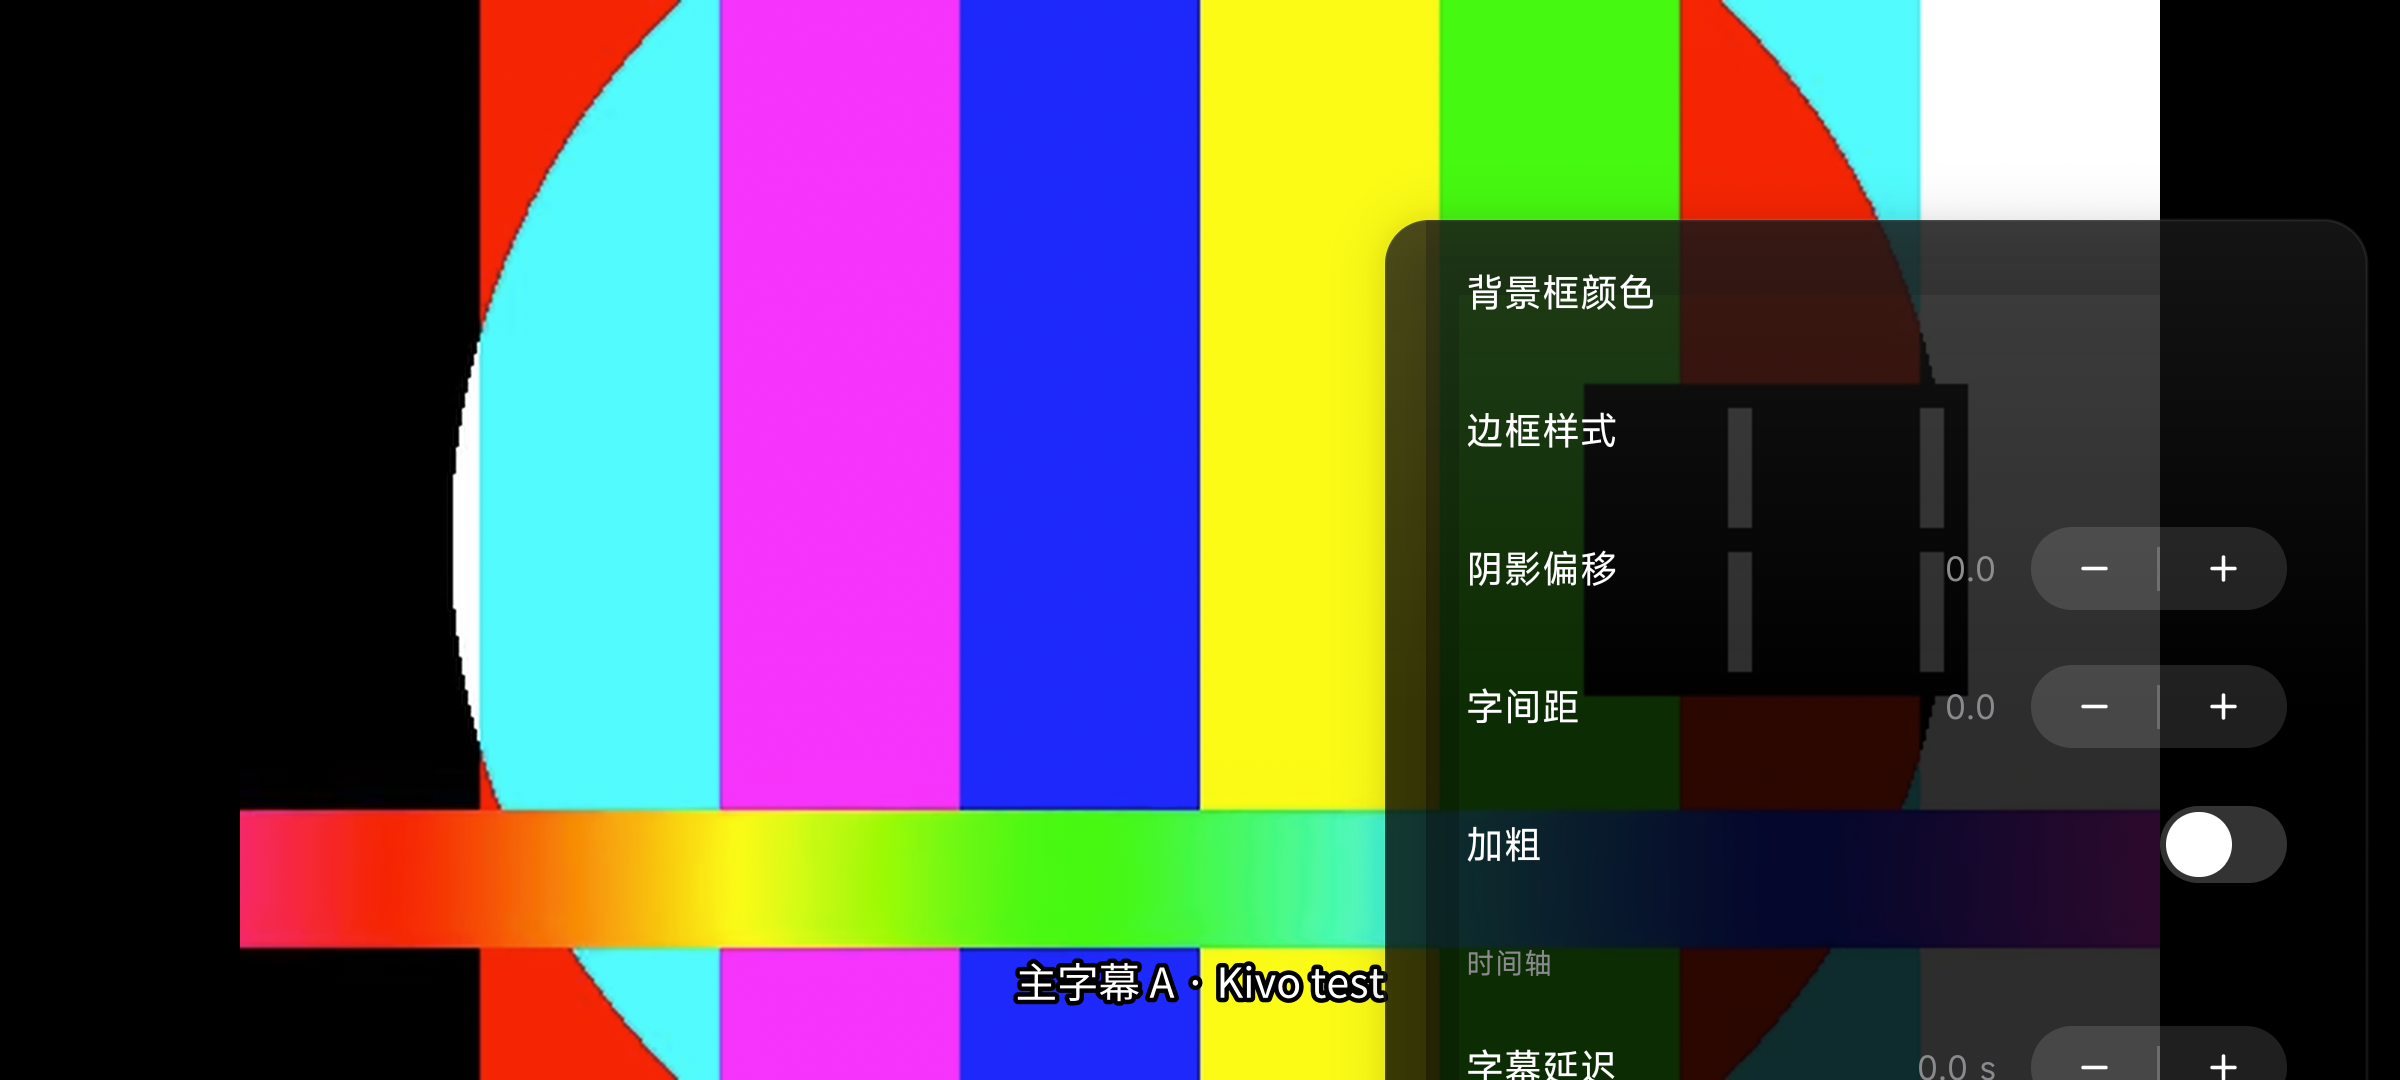 背景框颜色
边框样式
阴影偏移 0.0 − +
字间距 0.0 − +
加粗
时间轴
主字幕 A · Kivo test
字幕延迟 0.0 s − +